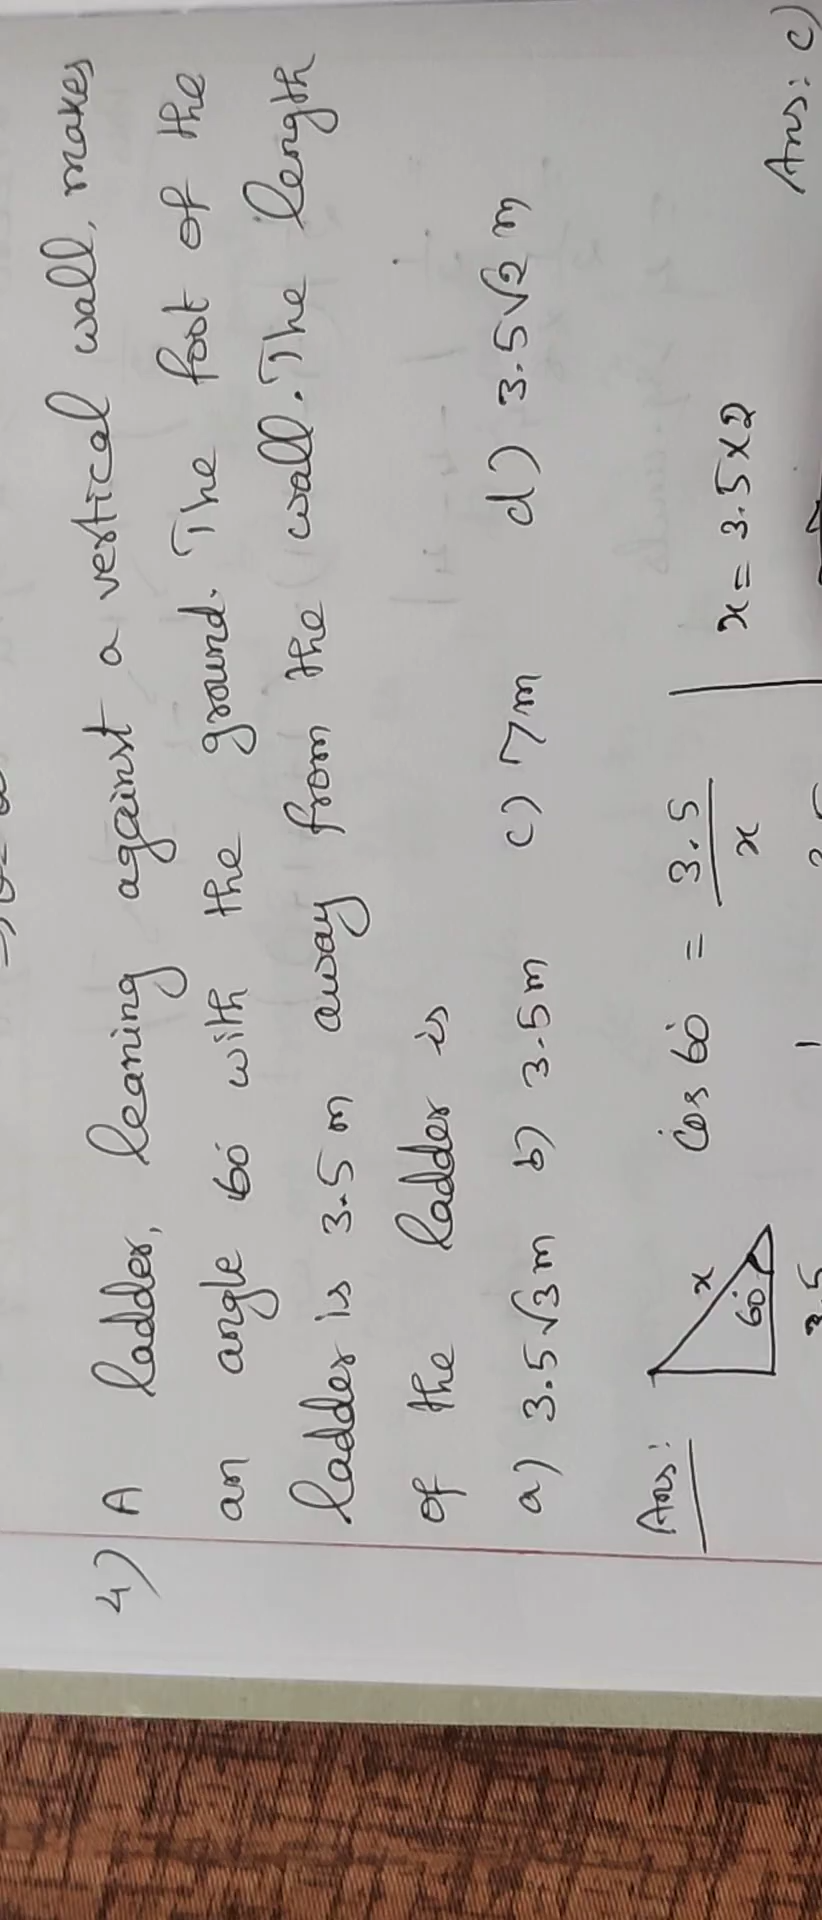 4) A ladder, leaning against a vertical wall, makes
an angle 60° with the ground. The foot of the
ladder is 3.5 m away from the wall. The length
of the ladder is
a) 3.5√3 m b) 3.5 m c) 7 m d) 3.5√2 m
Ans:
x
60°
cos 60° = 3.5/x
x = 3.5 x 2
Ans: c)